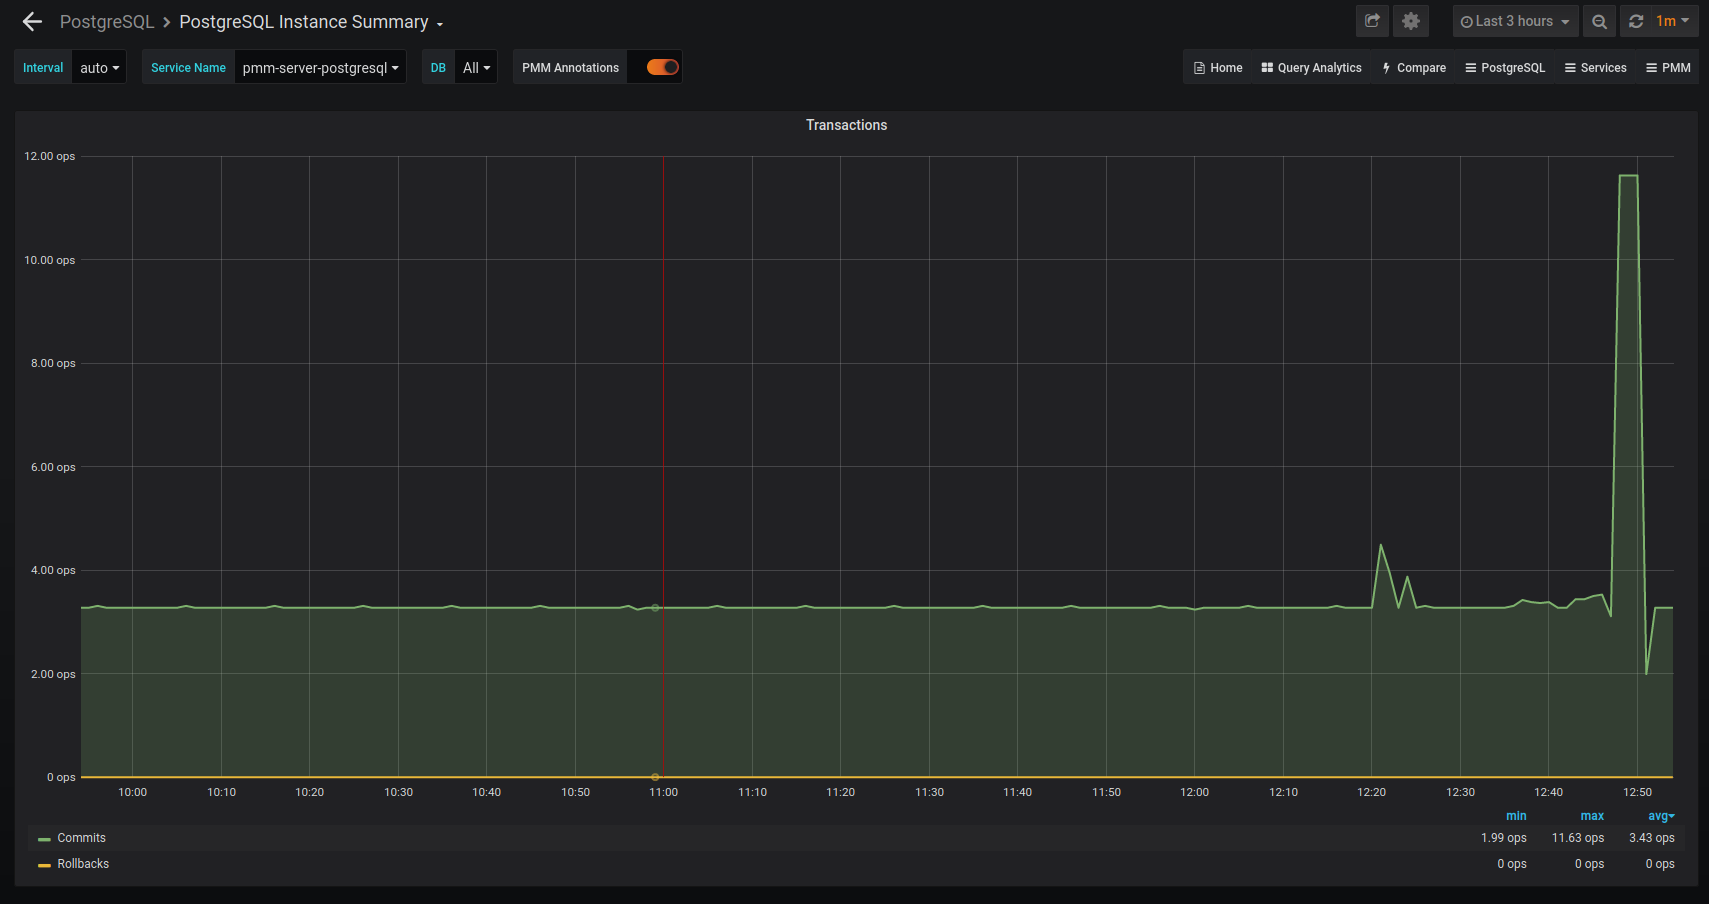 PostgreSQL > PostgreSQL Instance Summary
Last 3 hours 1m
Interval auto Service Name pmm-server-postgresql DB All PMM Annotations Home Query Analytics Compare PostgreSQL Services PMM
Transactions
12.00 ops
10.00 ops
8.00 ops
6.00 ops
4.00 ops
2.00 ops
0 ops
10:00 10:10 10:20 10:30 10:40 10:50 11:00 11:10 11:20 11:30 11:40 11:50 12:00 12:10 12:20 12:30 12:40 12:50
min max avg
Commits 1.99 ops 11.63 ops 3.43 ops
Rollbacks 0 ops 0 ops 0 ops